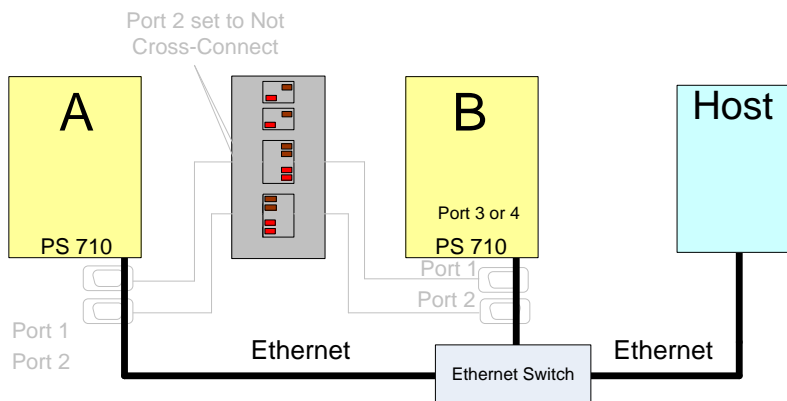 Port 2 set to Not
Cross-Connect
A
B
Host
Port 3 or 4
PS 710
PS 710
Port 1
Port 2
Port 1
Port 2
Ethernet
Ethernet
Ethernet Switch